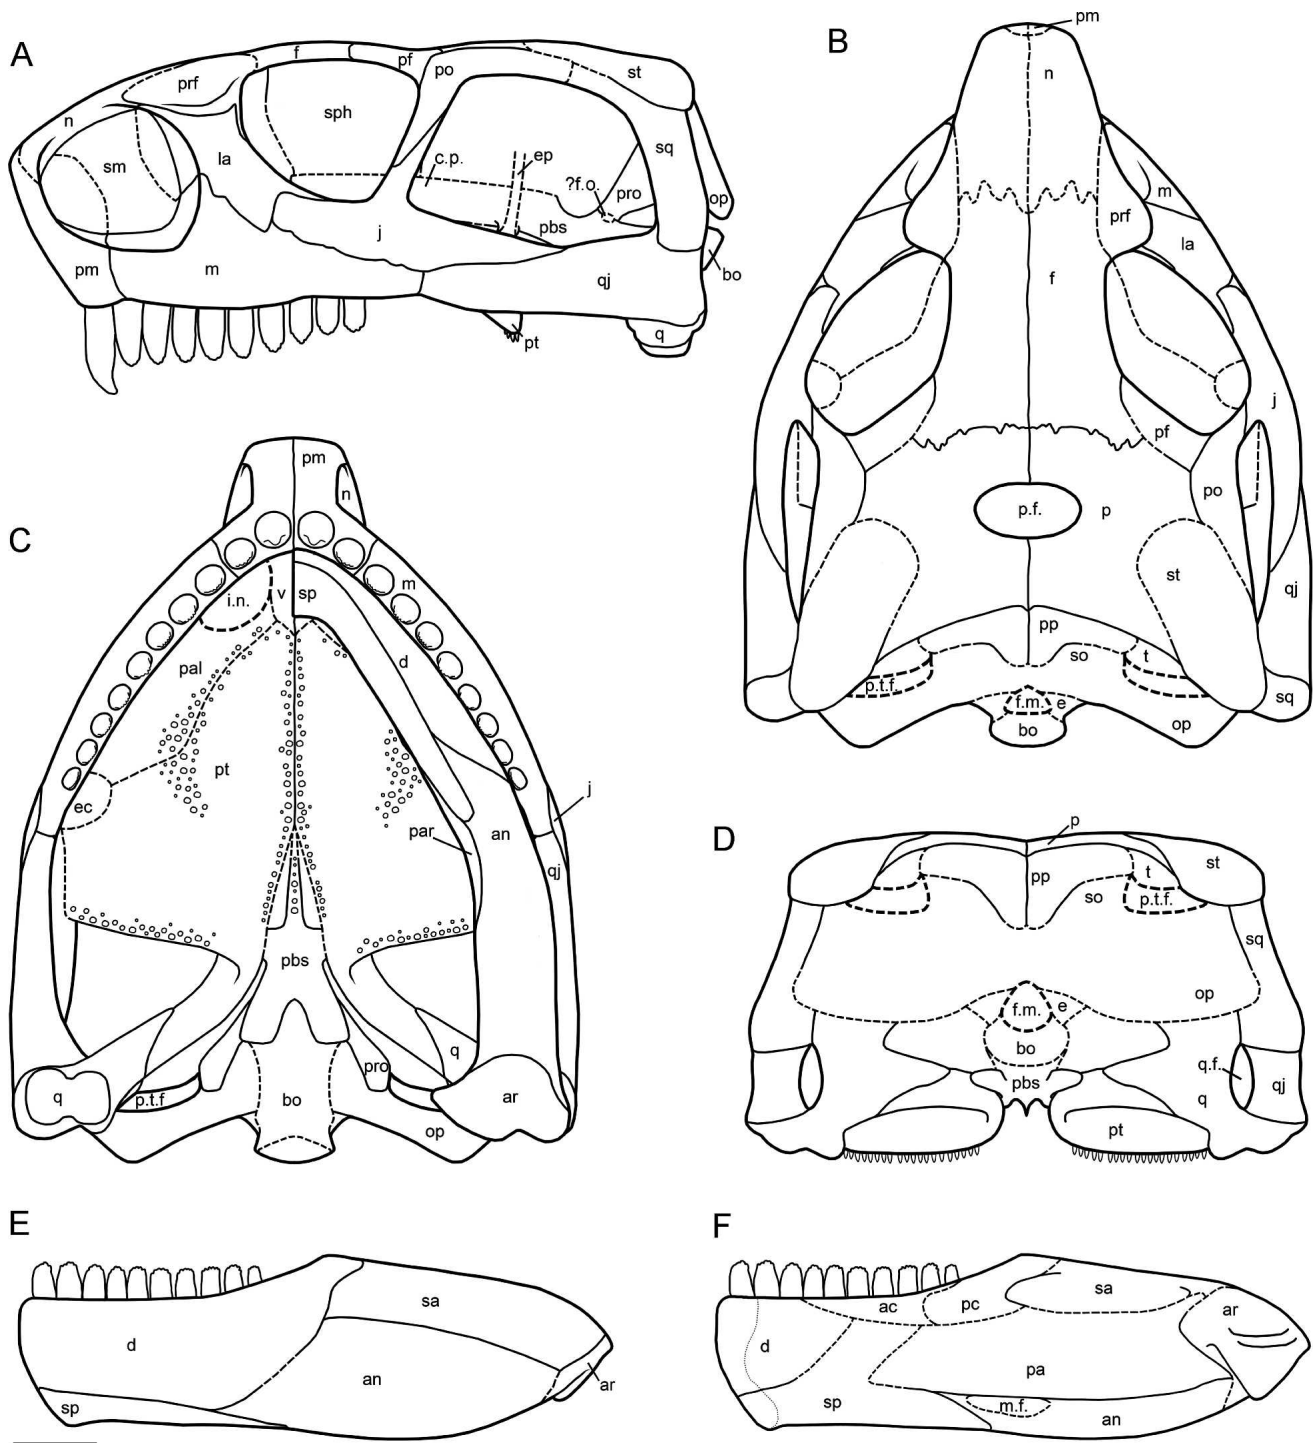 A
prf
f
pf
po
st
n
sm
la
sph
c.p.
ep
?f.o.
pro
sq
op
j
pbs
pm
m
qj
bo
pt
q
B
pm
n
m
prf
la
f
j
pf
po
p.f.
p
st
qj
pp
so
t
p.t.f.
f.m.
e
bo
op
sq
C
pm
n
m
i.n.
v
sp
pal
d
pt
ec
j
par
an
qj
pbs
q
pro
q
p.t.f
bo
ar
op
D
p
st
pp
t
so
p.t.f.
sq
op
f.m.
e
bo
q.f.
pbs
q
qj
pt
E
sa
d
an
ar
sp
F
ac
pc
sa
ar
d
pa
sp
m.f.
an